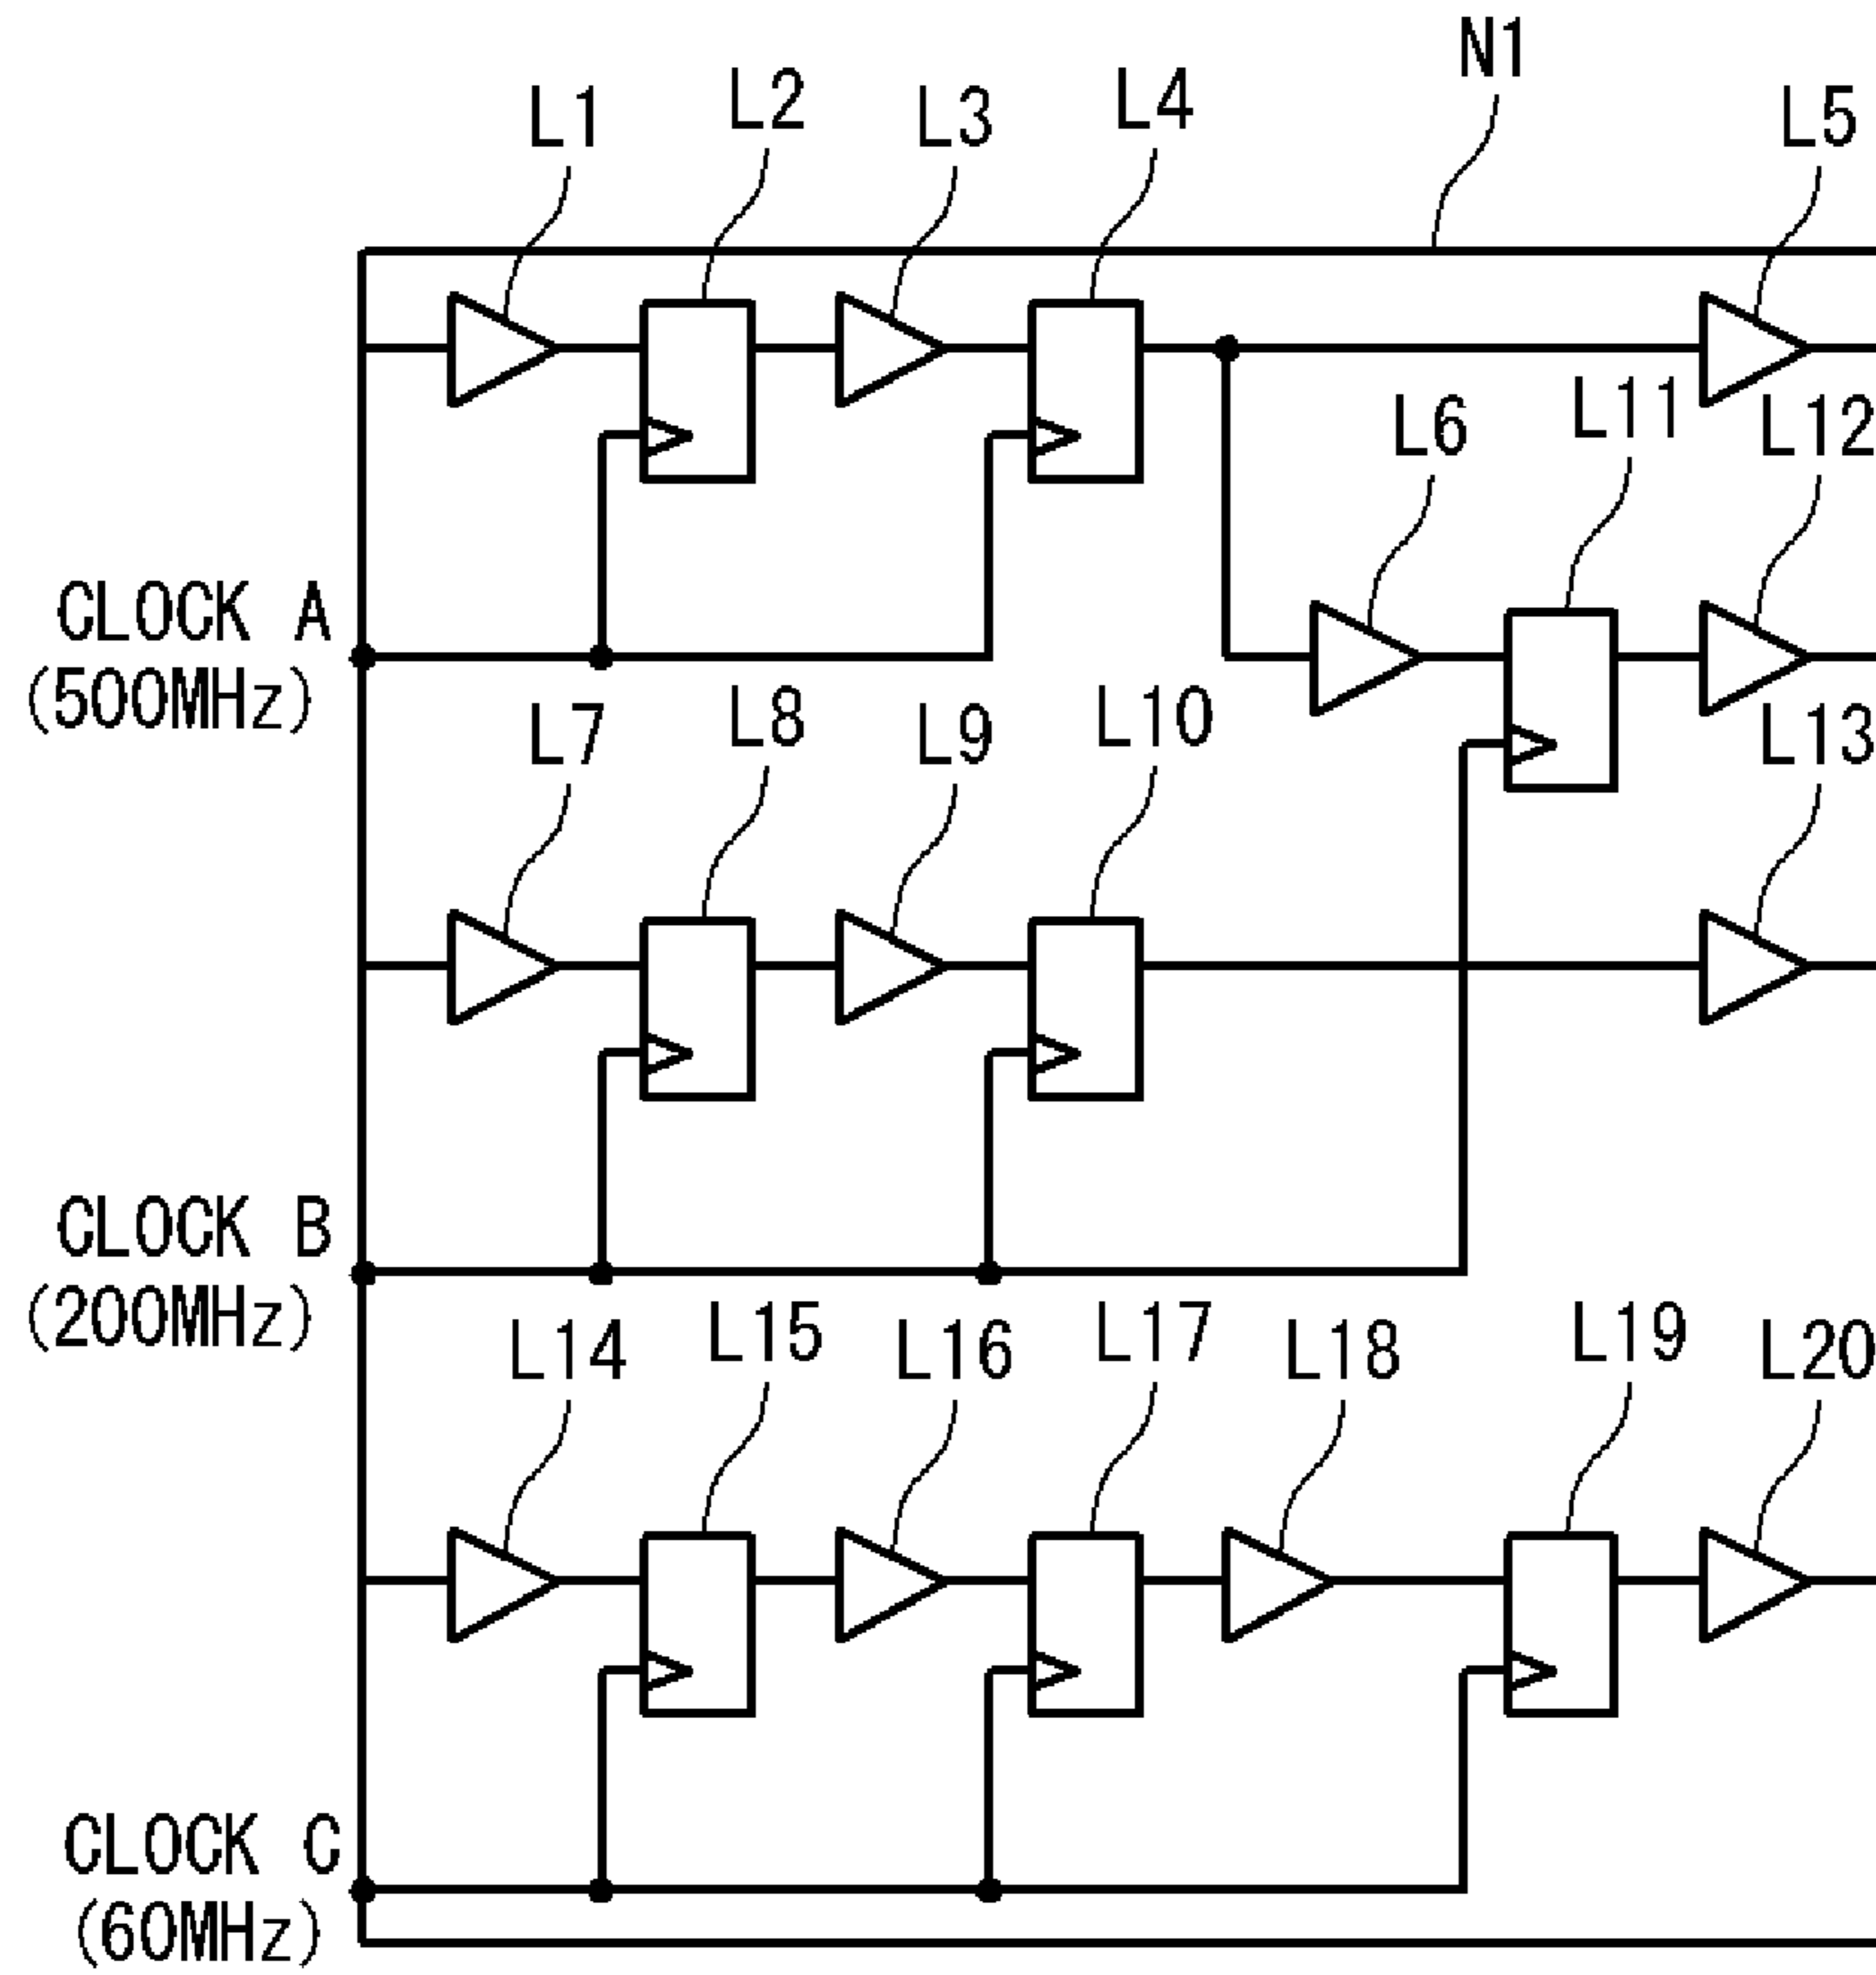 N1
L1 L2 L3 L4 L5
L6 L11 L12
CLOCK A
(500MHz)
L7 L8 L9 L10 L13
CLOCK B
(200MHz)
L14 L15 L16 L17 L18 L19 L20
CLOCK C
(60MHz)